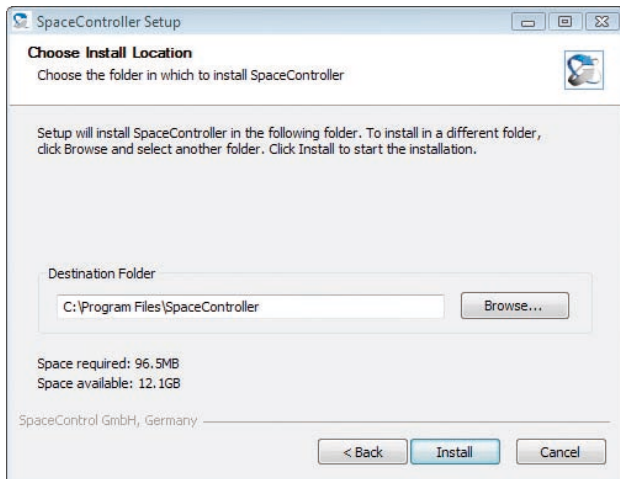 SpaceController Setup
Choose Install Location
Choose the folder in which to install SpaceController
Setup will install SpaceController in the following folder. To install in a different folder,
click Browse and select another folder. Click Install to start the installation.
Destination Folder
C:\Program Files\SpaceController
Browse...
Space required: 96.5MB
Space available: 12.1GB
SpaceControl GmbH, Germany
< Back
Install
Cancel